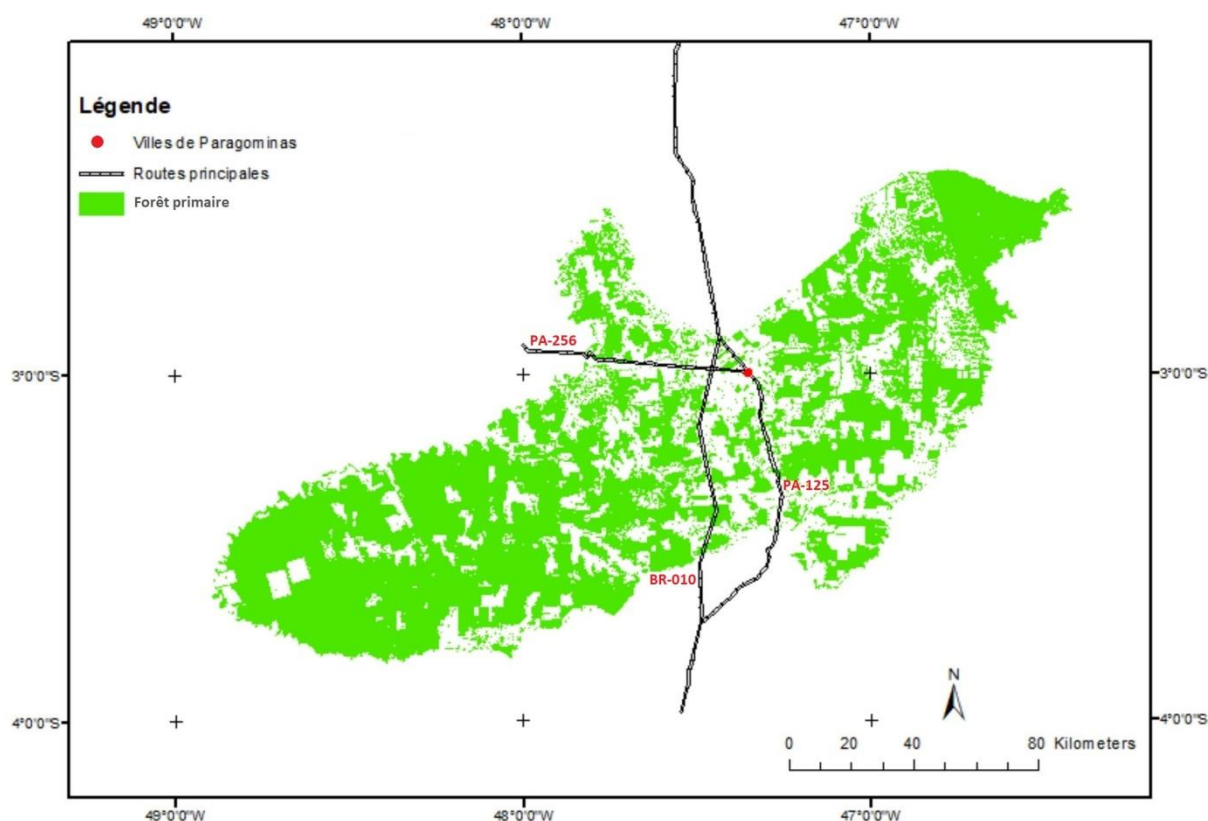 49°0'0"W 48°0'0"W 47°0'0"W
Légende
Villes de Paragominas
Routes principales
Forêt primaire
PA-256
3°0'0"S 3°0'0"S
PA-125
BR-010
N
4°0'0"S 4°0'0"S
0 20 40 80 Kilometers
49°0'0"W 48°0'0"W 47°0'0"W